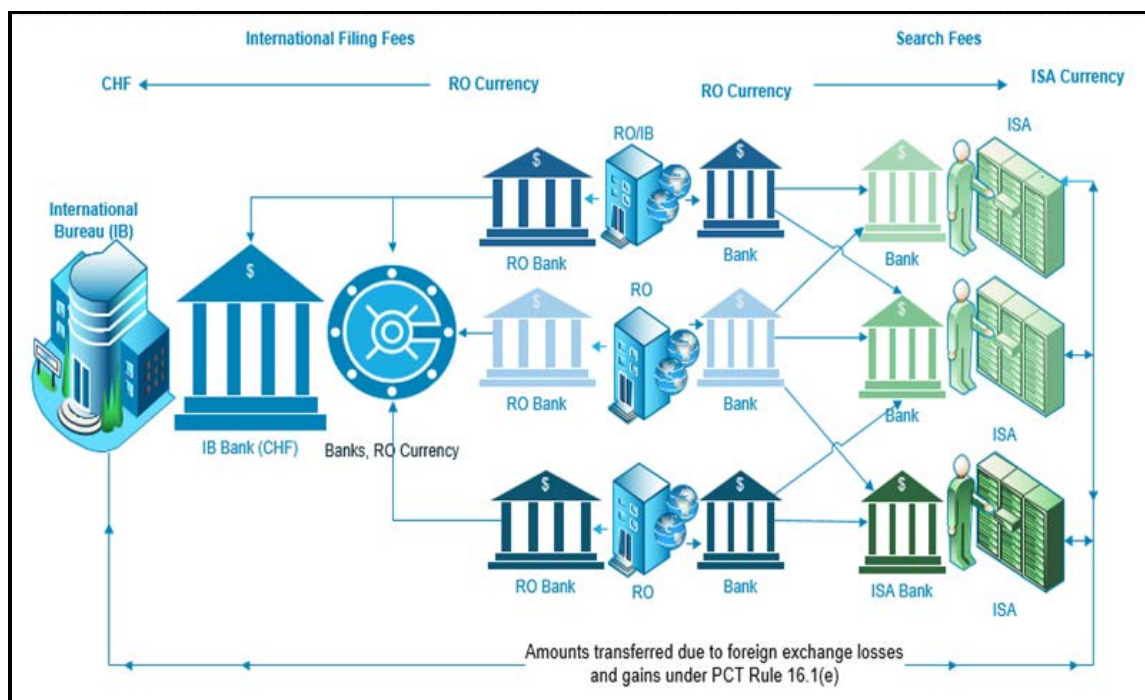 International Filing Fees
Search Fees
CHF
RO Currency
RO Currency
ISA Currency
RO/IB
ISA
International
Bureau (IB)
$
$
$
$
RO Bank
Bank
Bank
RO
$
$
$
$
IB Bank (CHF)
Banks, RO Currency
RO Bank
Bank
Bank
ISA
$
$
$
RO Bank
RO
Bank
ISA Bank
ISA
Amounts transferred due to foreign exchange losses
and gains under PCT Rule 16.1(e)